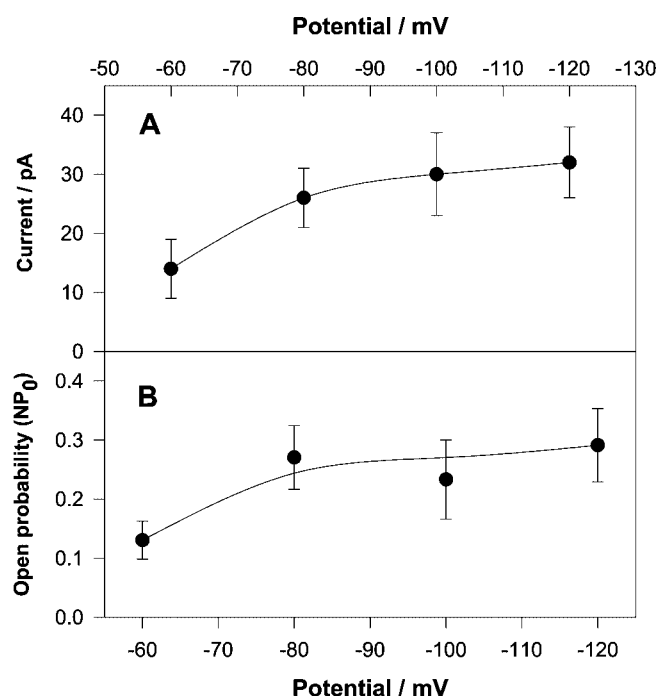 Potential / mV
-50 -60 -70 -80 -90 -100 -110 -120 -130
A
Current / pA
40
30
20
10
0
B
Open probability (NP0)
0.4
0.3
0.2
0.1
0.0
-60 -70 -80 -90 -100 -110 -120
Potential / mV